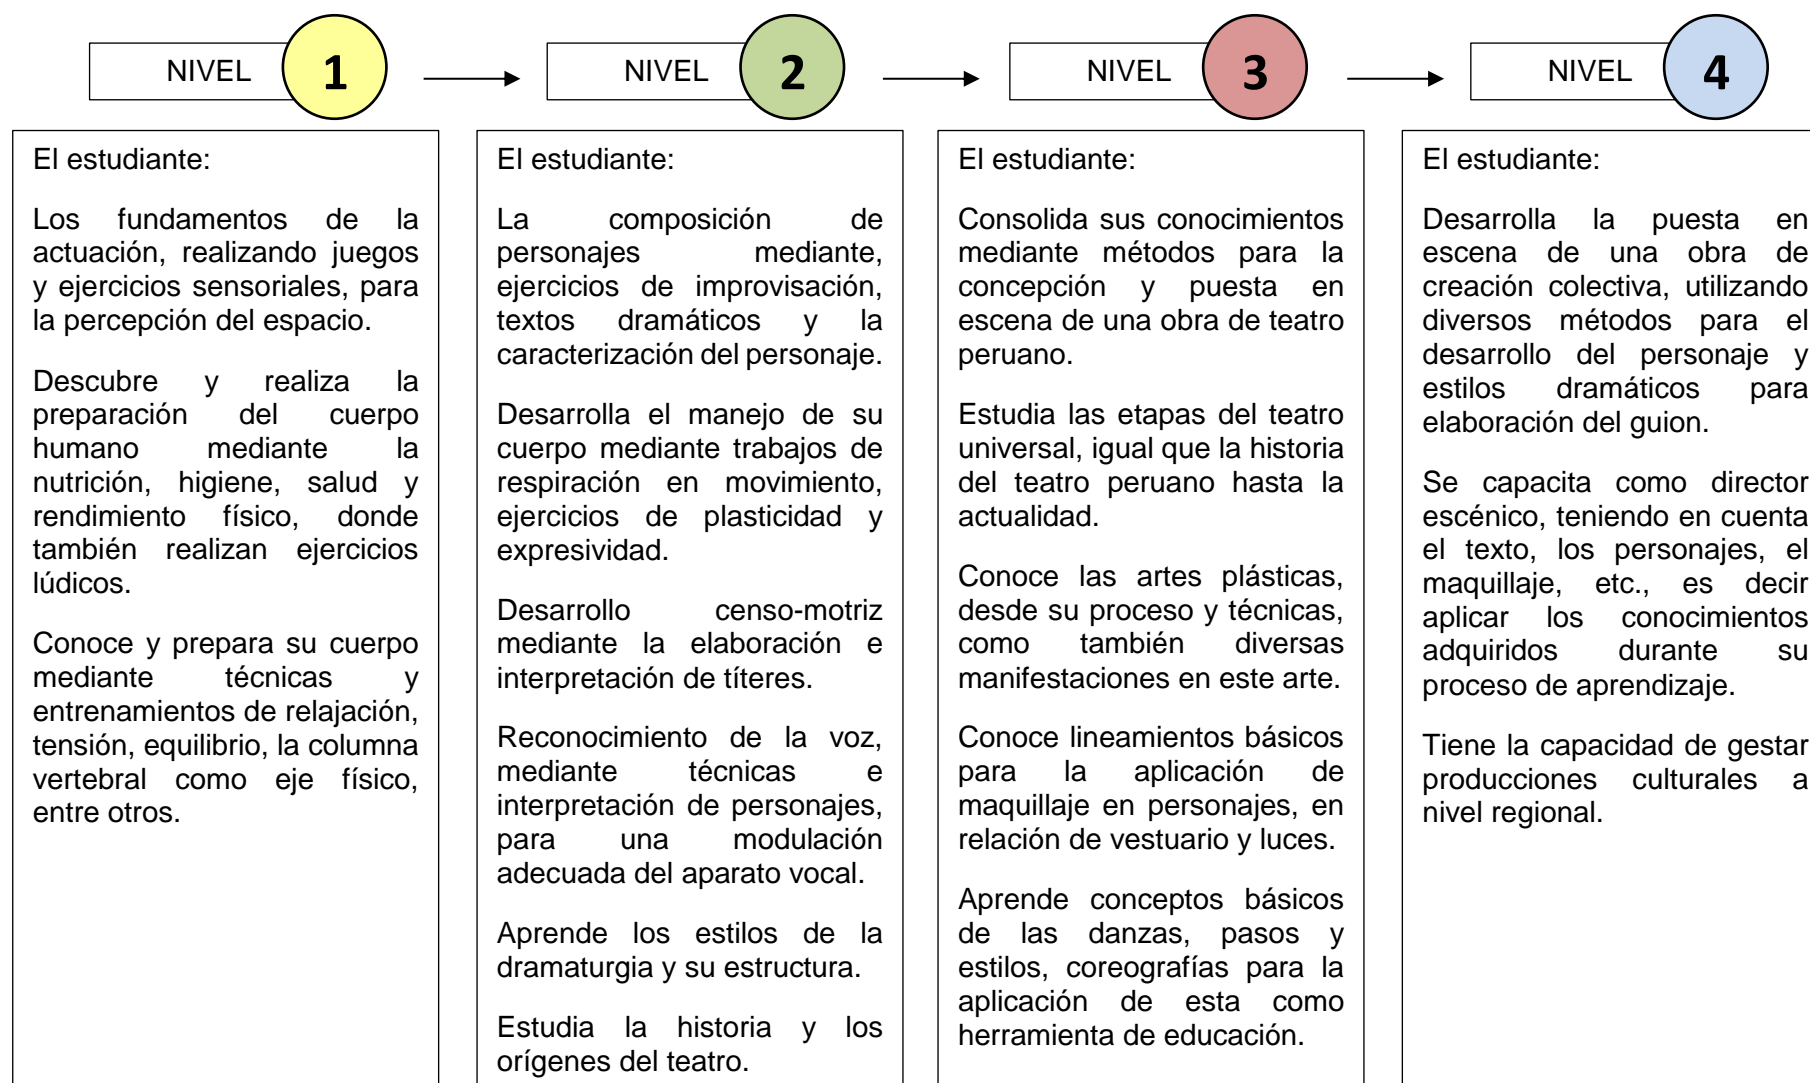 NIVEL 1
NIVEL 2
NIVEL 3
NIVEL 4
El estudiante:
Los fundamentos de la
actuación, realizando juegos
y ejercicios sensoriales, para
la percepción del espacio.
Descubre y realiza la
preparación del cuerpo
humano mediante la
nutrición, higiene, salud y
rendimiento físico, donde
también realizan ejercicios
lúdicos.
Conoce y prepara su cuerpo
mediante técnicas y
entrenamientos de relajación,
tensión, equilibrio, la columna
vertebral como eje físico,
entre otros.
El estudiante:
La composición de
personajes mediante,
ejercicios de improvisación,
textos dramáticos y la
caracterización del personaje.
Desarrolla el manejo de su
cuerpo mediante trabajos de
respiración en movimiento,
ejercicios de plasticidad y
expresividad.
Desarrollo censo-motriz
mediante la elaboración e
interpretación de títeres.
Reconocimiento de la voz,
mediante técnicas e
interpretación de personajes,
para una modulación
adecuada del aparato vocal.
Aprende los estilos de la
dramaturgia y su estructura.
Estudia la historia y los
orígenes del teatro.
El estudiante:
Consolida sus conocimientos
mediante métodos para la
concepción y puesta en
escena de una obra de teatro
peruano.
Estudia las etapas del teatro
universal, igual que la historia
del teatro peruano hasta la
actualidad.
Conoce las artes plásticas,
desde su proceso y técnicas,
como también diversas
manifestaciones en este arte.
Conoce lineamientos básicos
para la aplicación de
maquillaje en personajes, en
relación de vestuario y luces.
Aprende conceptos básicos
de las danzas, pasos y
estilos, coreografías para la
aplicación de esta como
herramienta de educación.
El estudiante:
Desarrolla la puesta en
escena de una obra de
creación colectiva, utilizando
diversos métodos para el
desarrollo del personaje y
estilos dramáticos para
elaboración del guion.
Se capacita como director
escénico, teniendo en cuenta
el texto, los personajes, el
maquillaje, etc., es decir
aplicar los conocimientos
adquiridos durante su
proceso de aprendizaje.
Tiene la capacidad de gestar
producciones culturales a
nivel regional.